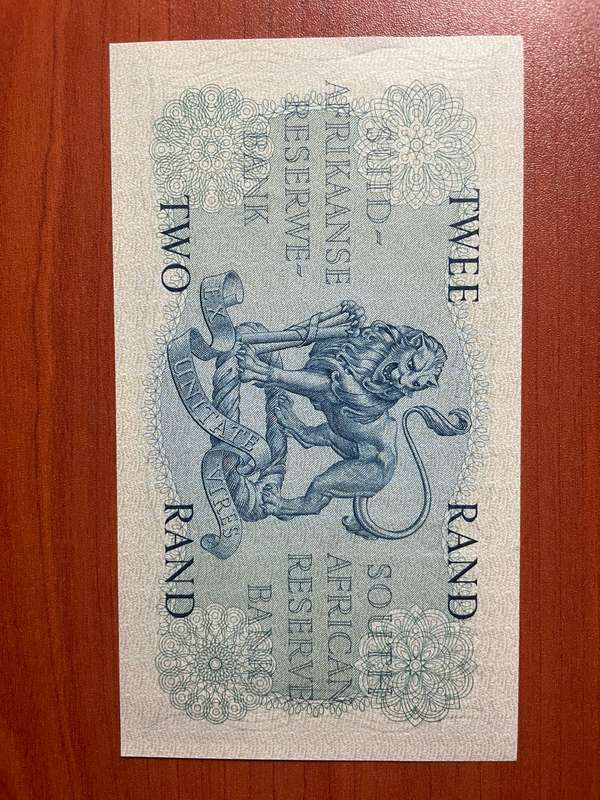 TWEE RAND
SUID-
AFRIKAANSE
RESERWE-
BANK
SOUTH
AFRICAN
RESERVE
BANK
EX UNITATE VIRES
TWO RAND